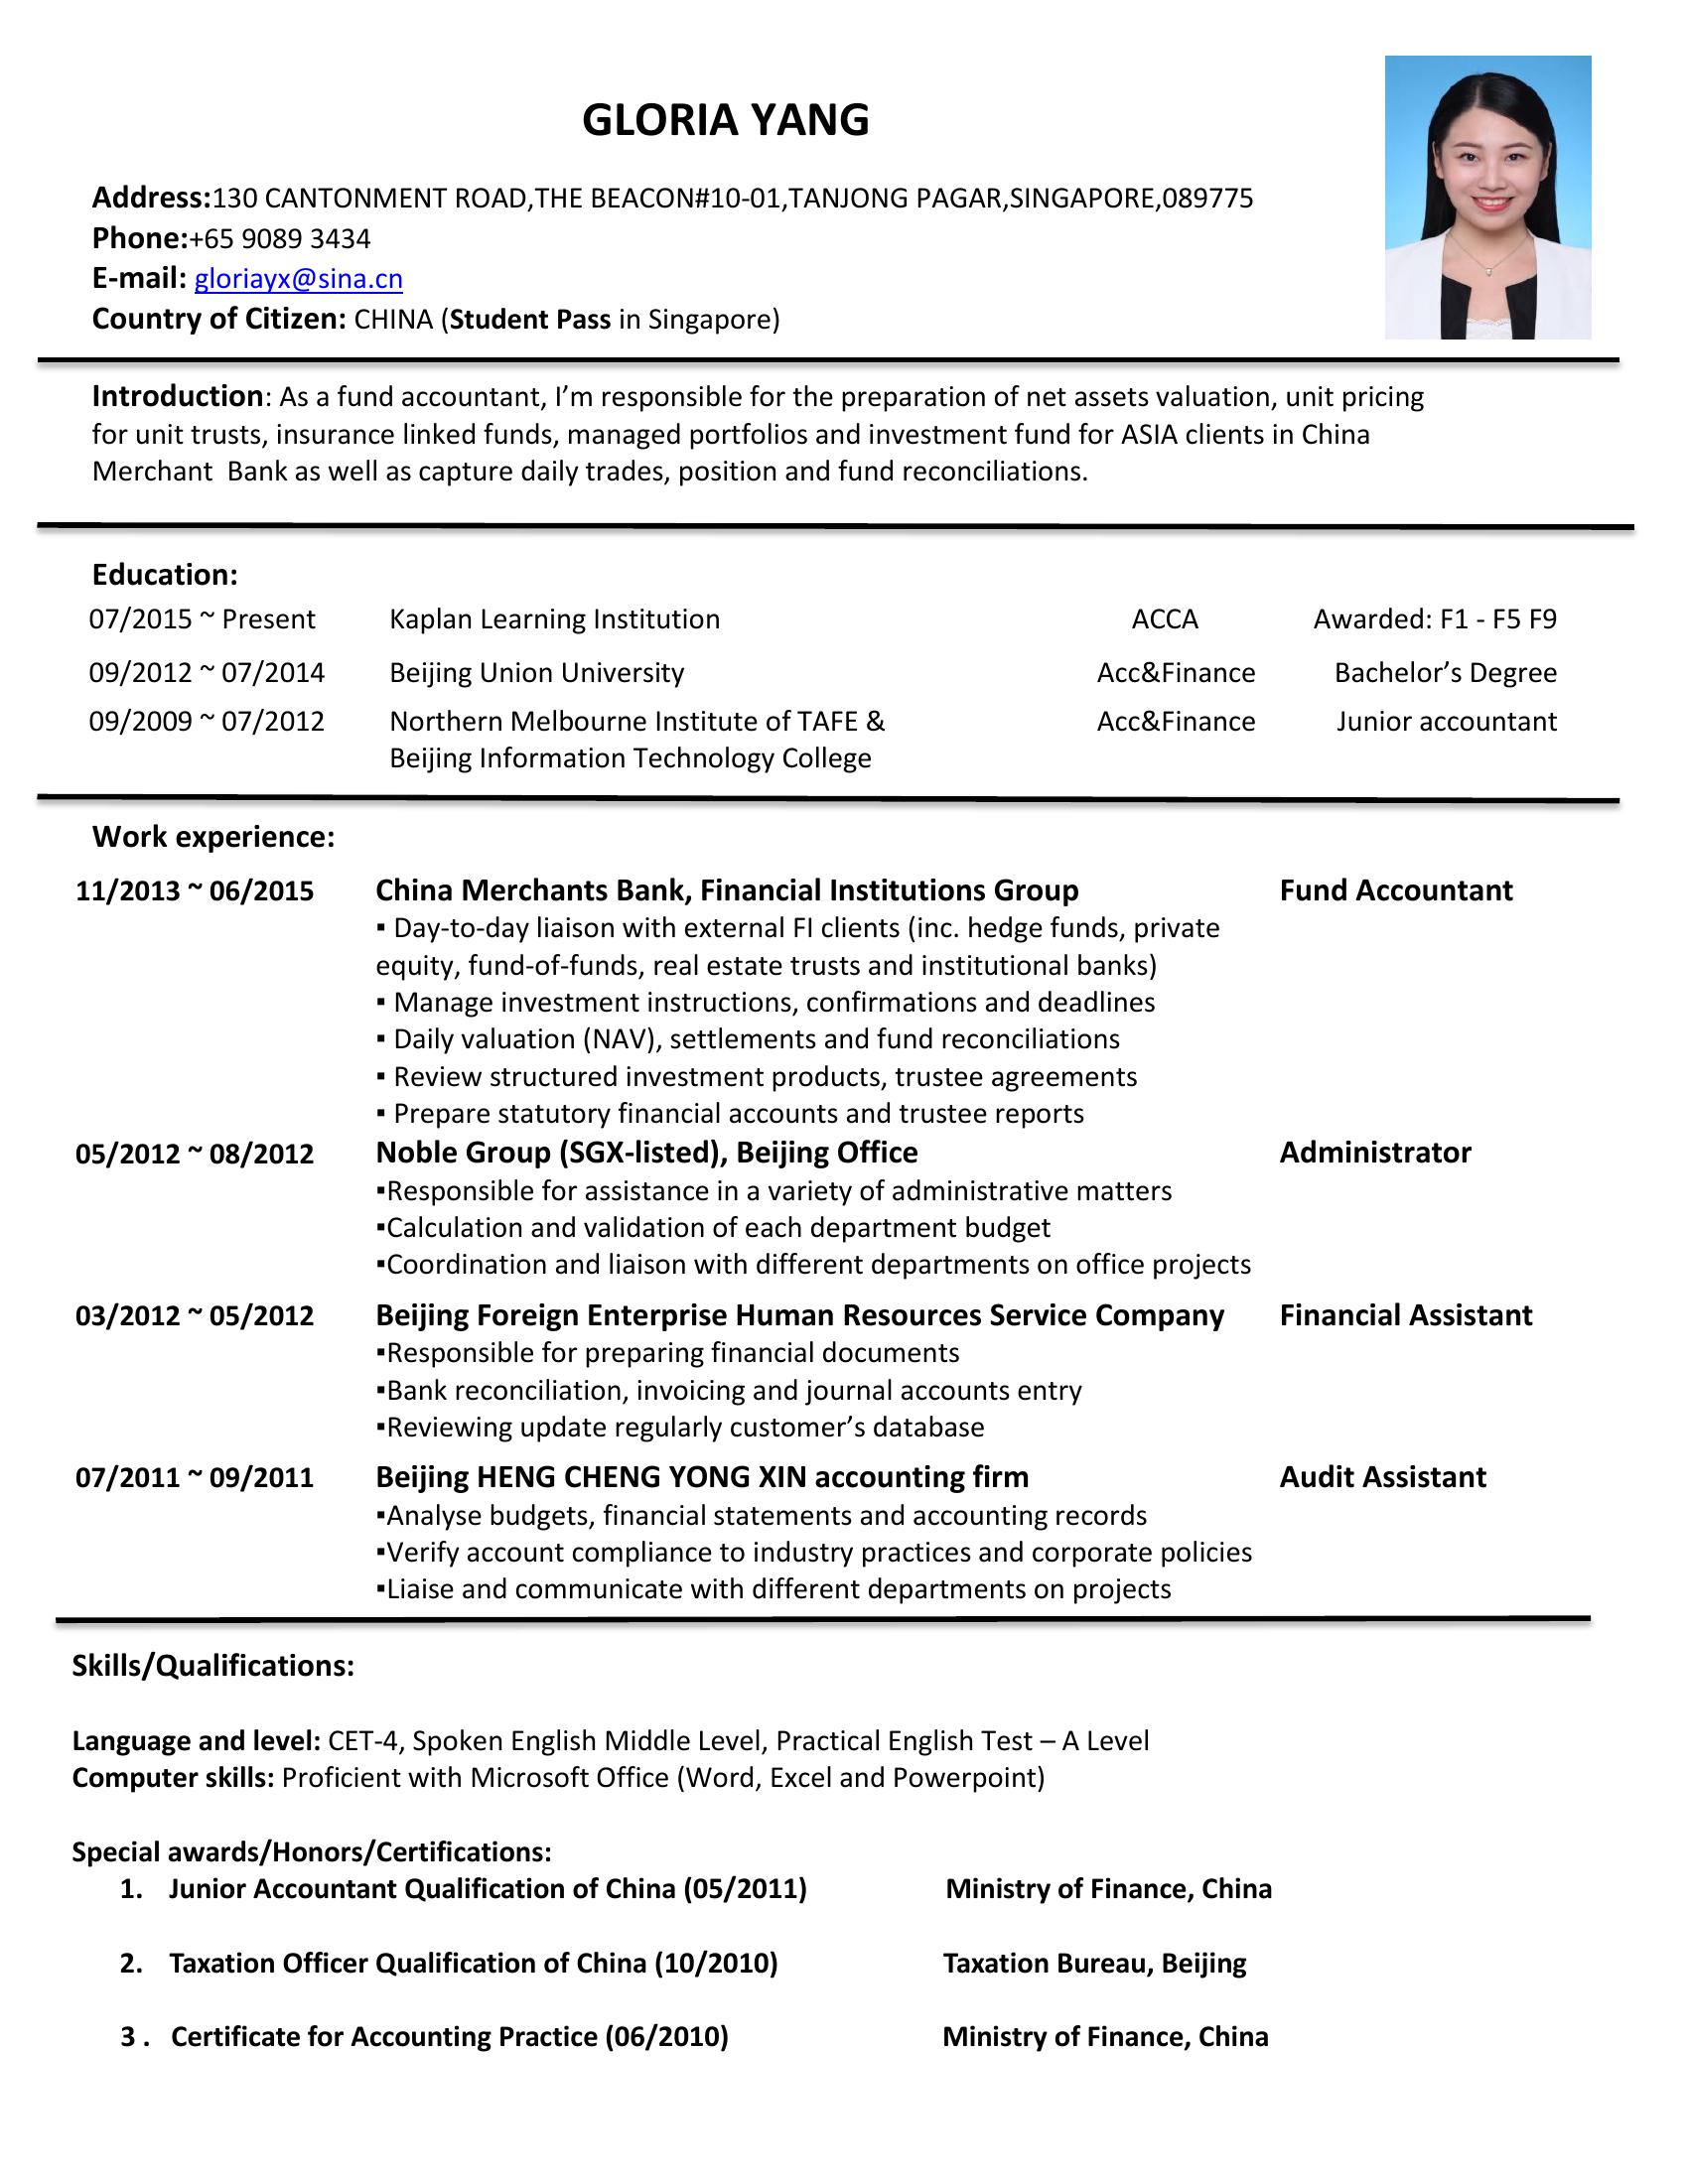 GLORIA YANG
Address:130 CANTONMENT ROAD,THE BEACON#10-01,TANJONG PAGAR,SINGAPORE,089775
Phone:+65 9089 3434
E-mail: gloriayx@sina.cn
Country of Citizen: CHINA (Student Pass in Singapore)
Introduction: As a fund accountant, I’m responsible for the preparation of net assets valuation, unit pricing
for unit trusts, insurance linked funds, managed portfolios and investment fund for ASIA clients in China
Merchant  Bank as well as capture daily trades, position and fund reconciliations.
Education:
07/2015 ~ Present Kaplan Learning Institution ACCA Awarded: F1 - F5 F9
09/2012 ~ 07/2014 Beijing Union University Acc&Finance Bachelor’s Degree
09/2009 ~ 07/2012 Northern Melbourne Institute of TAFE & Acc&Finance Junior accountant
Beijing Information Technology College
Work experience:
11/2013 ~ 06/2015 China Merchants Bank, Financial Institutions Group Fund Accountant
▪ Day-to-day liaison with external FI clients (inc. hedge funds, private
equity, fund-of-funds, real estate trusts and institutional banks)
▪ Manage investment instructions, confirmations and deadlines
▪ Daily valuation (NAV), settlements and fund reconciliations
▪ Review structured investment products, trustee agreements
▪ Prepare statutory financial accounts and trustee reports
05/2012 ~ 08/2012 Noble Group (SGX-listed), Beijing Office Administrator
▪Responsible for assistance in a variety of administrative matters
▪Calculation and validation of each department budget
▪Coordination and liaison with different departments on office projects
03/2012 ~ 05/2012 Beijing Foreign Enterprise Human Resources Service Company Financial Assistant
▪Responsible for preparing financial documents
▪Bank reconciliation, invoicing and journal accounts entry
▪Reviewing update regularly customer’s database
07/2011 ~ 09/2011 Beijing HENG CHENG YONG XIN accounting firm Audit Assistant
▪Analyse budgets, financial statements and accounting records
▪Verify account compliance to industry practices and corporate policies
▪Liaise and communicate with different departments on projects
Skills/Qualifications:
Language and level: CET-4, Spoken English Middle Level, Practical English Test – A Level
Computer skills: Proficient with Microsoft Office (Word, Excel and Powerpoint)
Special awards/Honors/Certifications:
1. Junior Accountant Qualification of China (05/2011) Ministry of Finance, China
2. Taxation Officer Qualification of China (10/2010) Taxation Bureau, Beijing
3 . Certificate for Accounting Practice (06/2010) Ministry of Finance, China